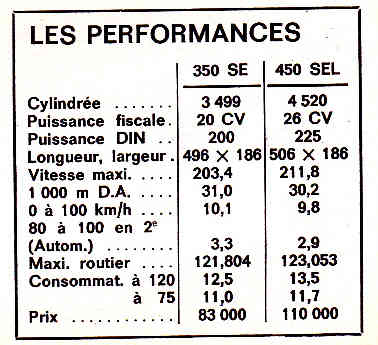 LES PERFORMANCES
350 SE 450 SEL
Cylindrée ....... 3 499 4 520
Puissance fiscale. 20 CV 26 CV
Puissance DIN .. 200 225
Longueur, largeur. 496 × 186 506 × 186
Vitesse maxi. .... 203,4 211,8
1 000 m D.A. .... 31,0 30,2
0 à 100 km/h .... 10,1 9,8
80 à 100 en 2e
(Autom.) ........ 3,3 2,9
Maxi. routier .... 121,804 123,053
Consommat. à 120 12,5 13,5
à 75 11,0 11,7
Prix ............ 83 000 110 000